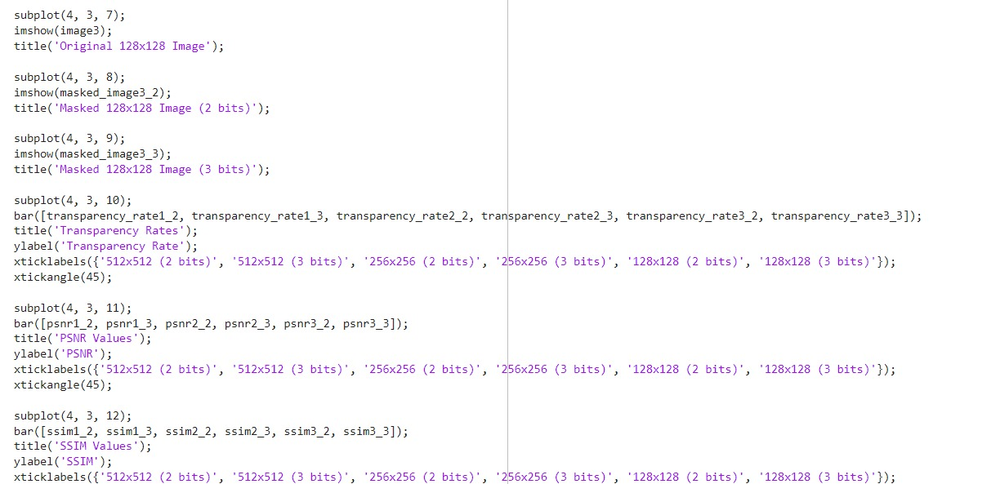 subplot(4, 3, 7);
imshow(image3);
title('Original 128x128 Image');
subplot(4, 3, 8);
imshow(masked_image3_2);
title('Masked 128x128 Image (2 bits)');
subplot(4, 3, 9);
imshow(masked_image3_3);
title('Masked 128x128 Image (3 bits)');
subplot(4, 3, 10);
bar([transparency_rate1_2, transparency_rate1_3, transparency_rate2_2, transparency_rate2_3, transparency_rate3_2, transparency_rate3_3]);
title('Transparency Rates');
ylabel('Transparency Rate');
xticklabels({'512x512 (2 bits)', '512x512 (3 bits)', '256x256 (2 bits)', '256x256 (3 bits)', '128x128 (2 bits)', '128x128 (3 bits)'});
xtickangle(45);
subplot(4, 3, 11);
bar([psnr1_2, psnr1_3, psnr2_2, psnr2_3, psnr3_2, psnr3_3]);
title('PSNR Values');
ylabel('PSNR');
xticklabels({'512x512 (2 bits)', '512x512 (3 bits)', '256x256 (2 bits)', '256x256 (3 bits)', '128x128 (2 bits)', '128x128 (3 bits)'});
xtickangle(45);
subplot(4, 3, 12);
bar([ssim1_2, ssim1_3, ssim2_2, ssim2_3, ssim3_2, ssim3_3]);
title('SSIM Values');
ylabel('SSIM');
xticklabels({'512x512 (2 bits)', '512x512 (3 bits)', '256x256 (2 bits)', '256x256 (3 bits)', '128x128 (2 bits)', '128x128 (3 bits)'});